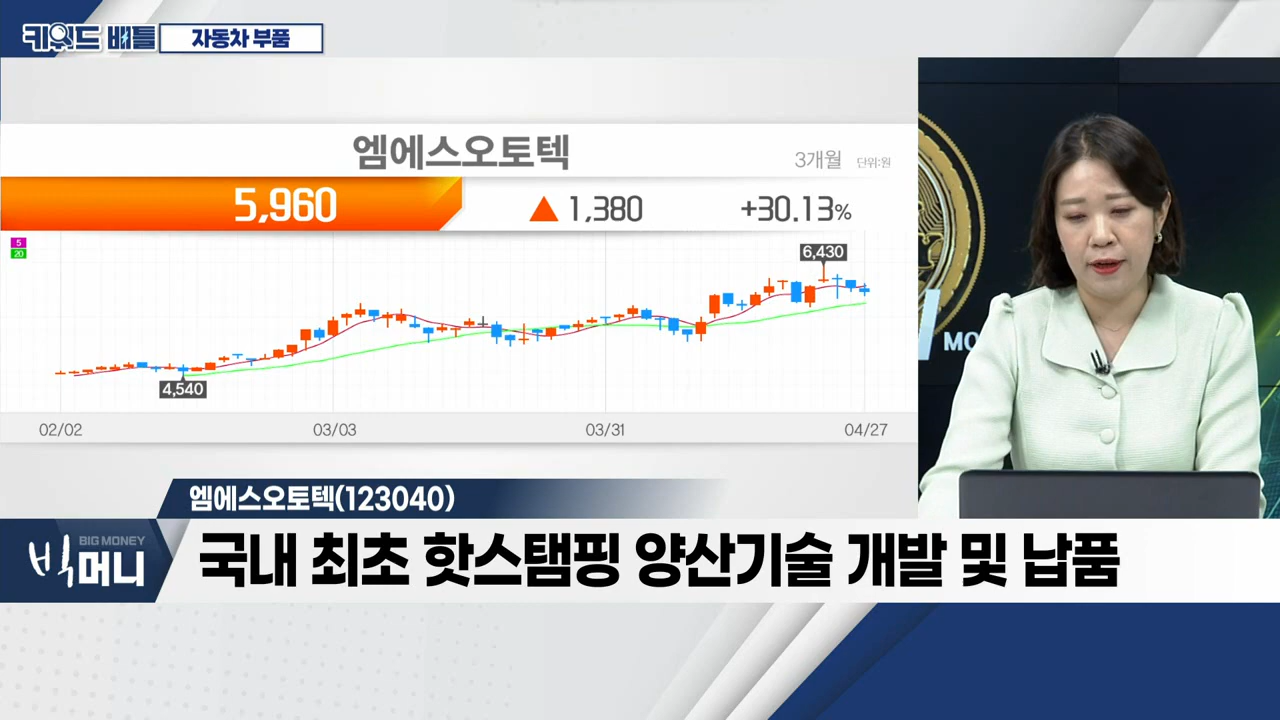 키워드 배틀 자동차 부품
엠에스오토텍
3개월 단위:원
5,960 ▲ 1,380 +30.13%
5
20
6,430
4,540
02/02 03/03 03/31 04/27
MO
엠에스오토텍(123040)
BIG MONEY
빅머니
국내 최초 핫스탬핑 양산기술 개발 및 납품